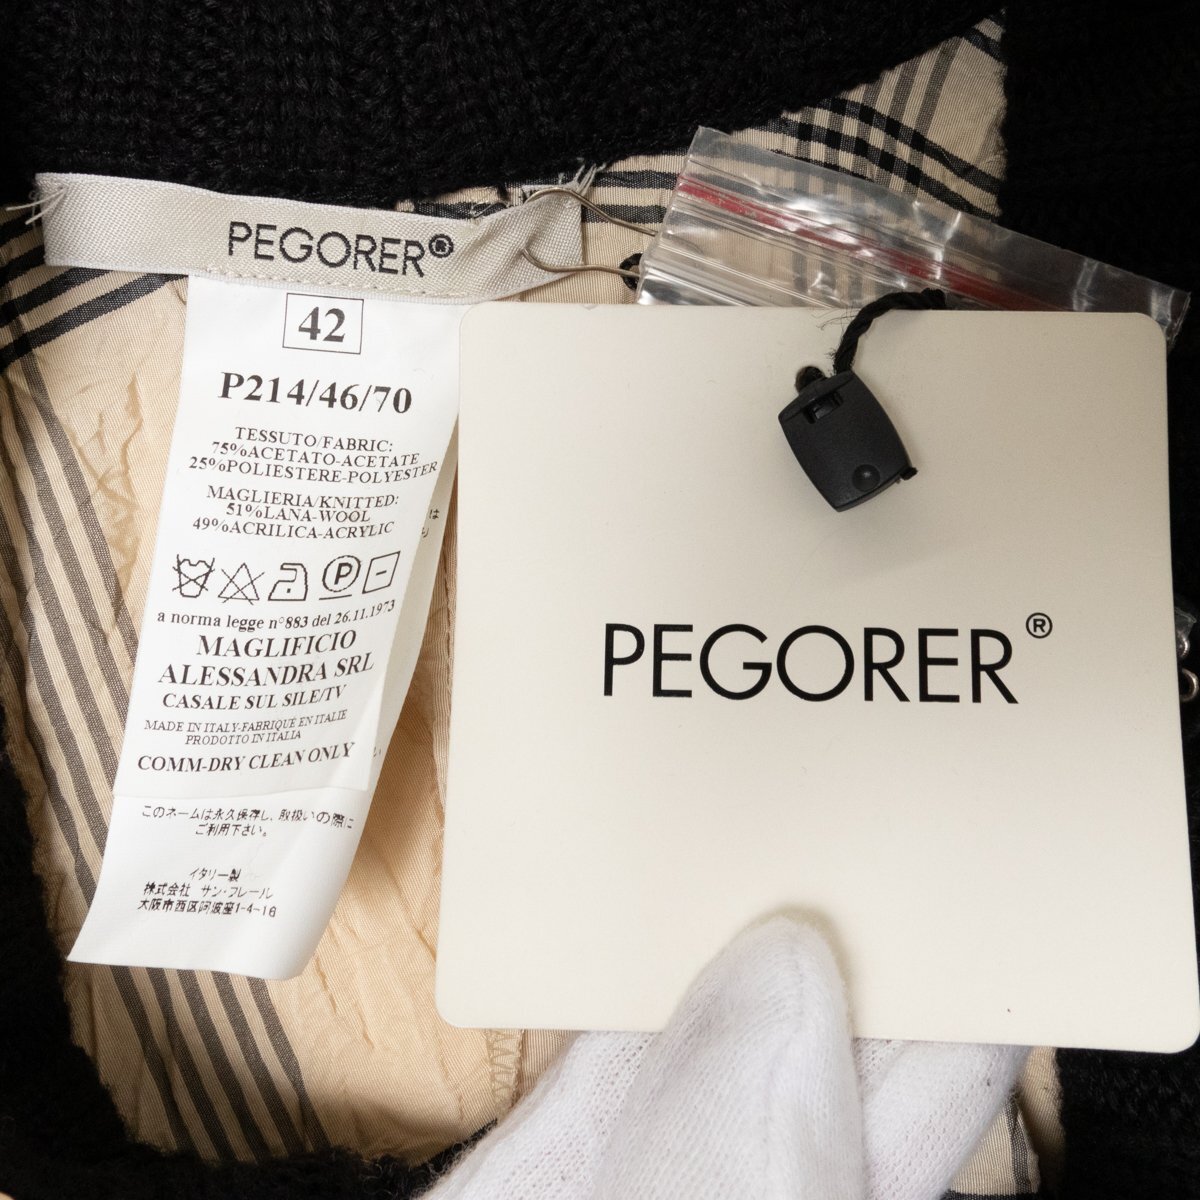 PEGORER®
42
P214/46/70
TESSUTO/FABRIC:
75%ACETATO-ACETATE
25%POLIESTERE-POLYESTER
MAGLIERIA/KNITTED:
51%LANA-WOOL
49%ACRILICA-ACRYLIC
P
a norma legge n°883 del 26.11.1973
MAGLIFICIO
ALESSANDRA SRL
CASALE SUL SILE/TV
MADE IN ITALY-FABRIQUÉ EN ITALIE
PRODOTTO IN ITALIA
COMM-DRY CLEAN ONLY
このネームは永久保存し、取扱いの際に
ご利用下さい。
イタリー製
株式会社 サン・フレール
大阪市西区阿波座1-4-16
PEGORER®